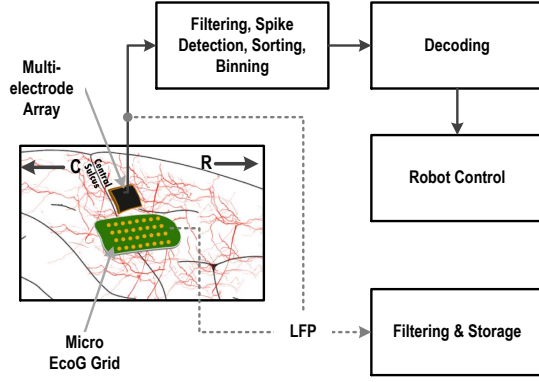 Filtering, Spike
Detection, Sorting,
Binning
Decoding
Multi-
electrode
Array
C
Central
Sulcus
R
Robot Control
Micro
EcoG Grid
LFP
Filtering & Storage